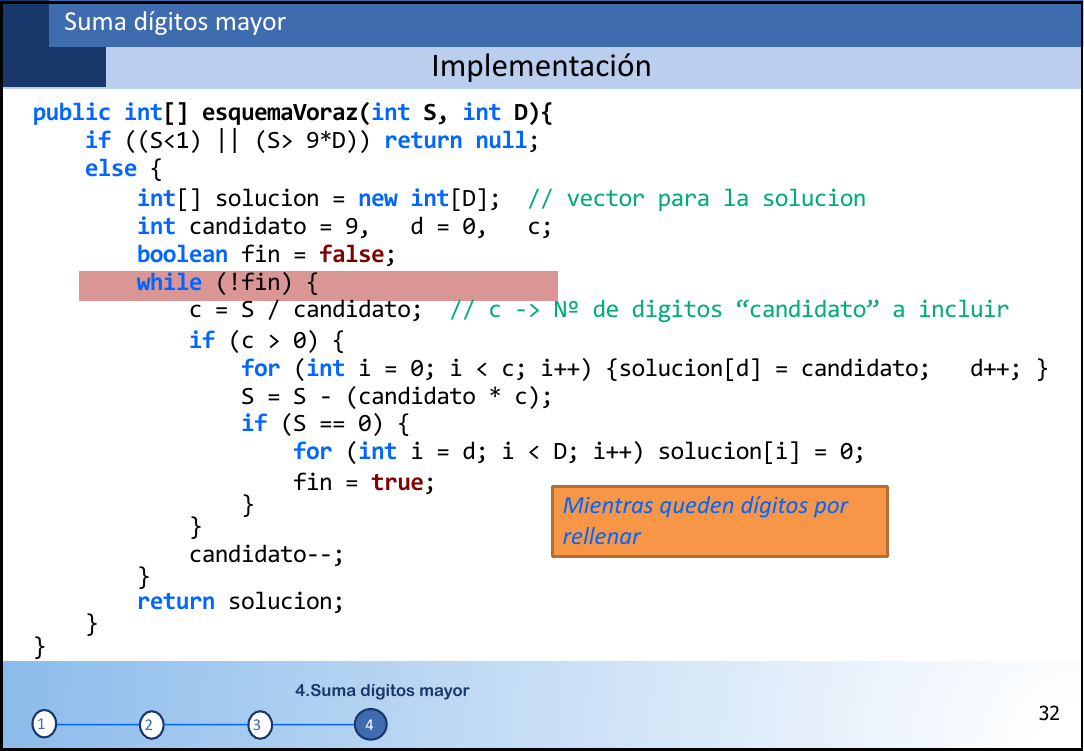 Suma dígitos mayor
Implementación
public int[] esquemaVoraz(int S, int D){
    if ((S<1) || (S> 9*D)) return null;
    else {
        int[] solucion = new int[D];  // vector para la solucion
        int candidato = 9,   d = 0,   c;
        boolean fin = false;
        while (!fin) {
            c = S / candidato;  // c -> Nº de digitos “candidato” a incluir
            if (c > 0) {
                for (int i = 0; i < c; i++) {solucion[d] = candidato;   d++; }
                S = S - (candidato * c);
                if (S == 0) {
                    for (int i = d; i < D; i++) solucion[i] = 0;
                    fin = true;
                }
            }
            candidato--;
        }
        return solucion;
    }
}
Mientras queden dígitos por
rellenar
4.Suma dígitos mayor
1 2 3 4
32